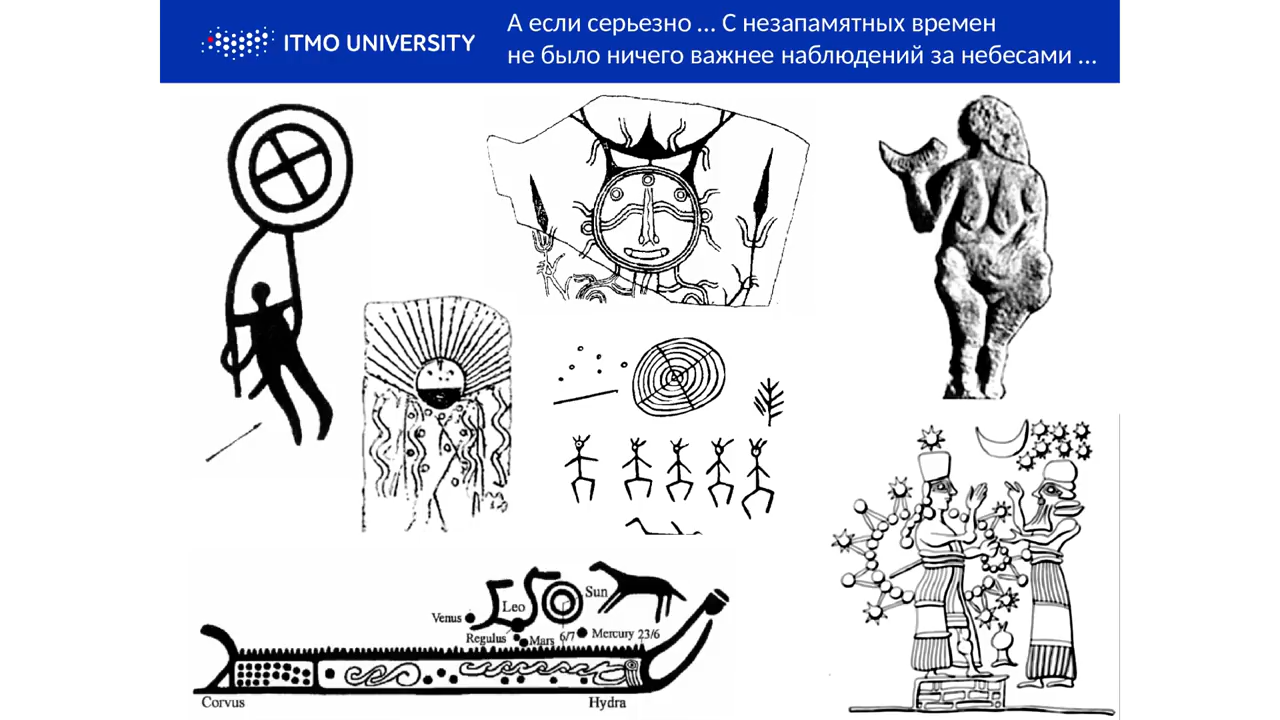 ITMO UNIVERSITY
А если серьезно ... С незапамятных времен
не было ничего важнее наблюдений за небесами ...
Venus
Leo
Sun
Regulus
Mars
6/7
Mercury 23/6
Corvus
Hydra